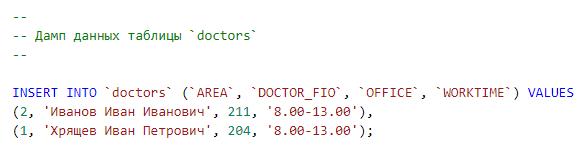 --
-- Дамп данных таблицы `doctors`
--
INSERT INTO `doctors` (`AREA`, `DOCTOR_FIO`, `OFFICE`, `WORKTIME`) VALUES
(2, 'Иванов Иван Иванович', 211, '8.00-13.00'),
(1, 'Хрящев Иван Петрович', 204, '8.00-13.00');